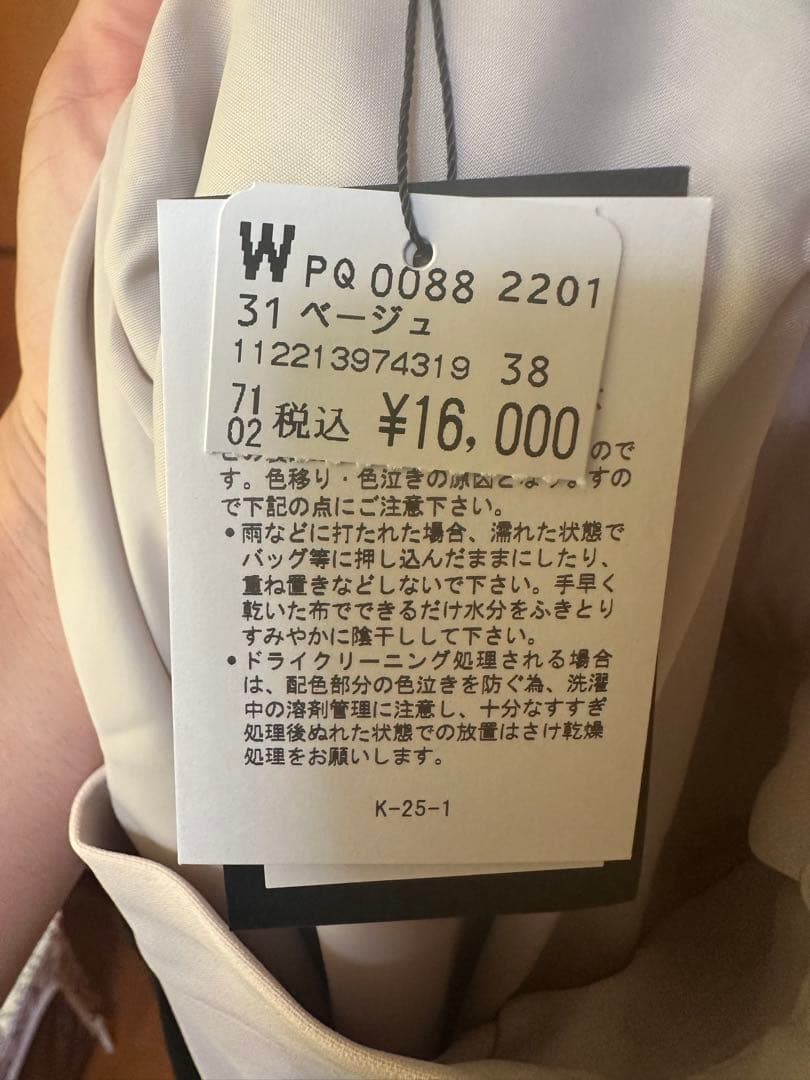 W PQ 0088 2201
31 ベージュ
112213974319 38
71
02 税込 ¥16,000
ので
す。色移り・色泣きの原因となります。すの
で下記の点にご注意下さい。
•雨などに打たれた場合、濡れた状態で
バッグ等に押し込んだままにしたり、
重ね置きなどしないで下さい。手早く
乾いた布でできるだけ水分をふきとり
すみやかに陰干しして下さい。
•ドライクリーニング処理される場合
は、配色部分の色泣きを防ぐ為、洗濯
中の溶剤管理に注意し、十分なすすぎ
処理後ぬれた状態での放置はさけ乾燥
処理をお願いします。
K-25-1